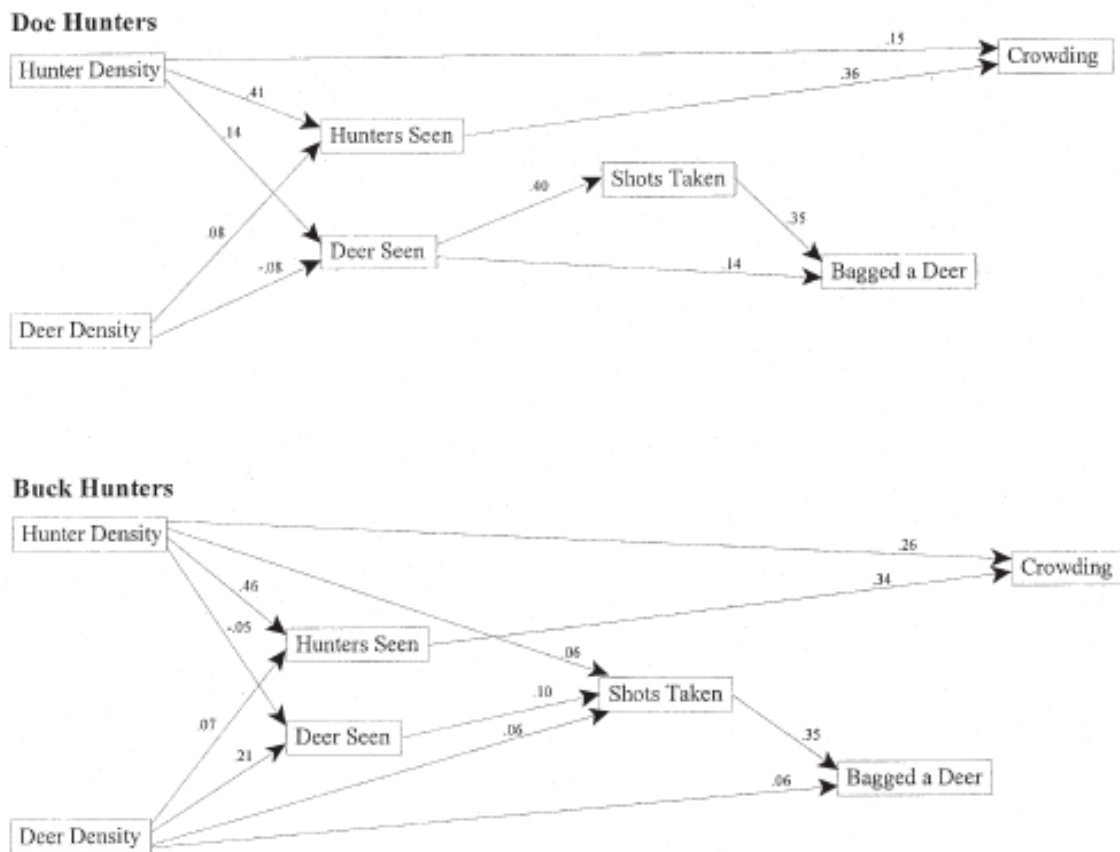 Doe Hunters
Hunter Density
.15
Crowding
.41
.36
.14
Hunters Seen
Shots Taken
.40
.35
.08
Deer Seen
-.08
.14
Bagged a Deer
Deer Density
Buck Hunters
Hunter Density
.26
Crowding
.46
.34
-.05
Hunters Seen
.06
Shots Taken
.10
.07
Deer Seen
.06
.35
.21
Bagged a Deer
.06
Deer Density